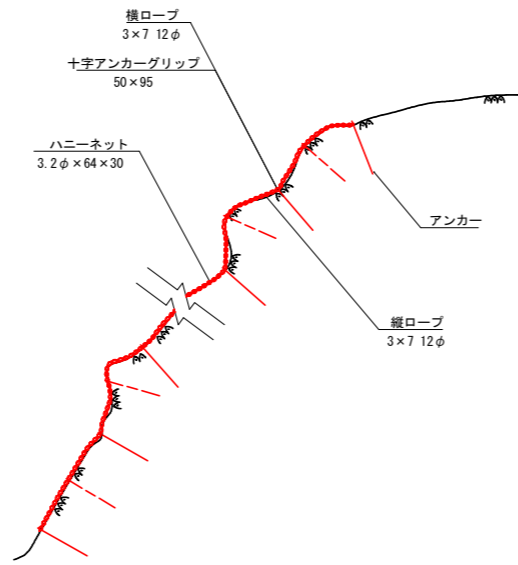 横ロープ
3×7 12φ
十字アンカーグリップ
50×95
ハニーネット
3.2φ×64×30
アンカー
縦ロープ
3×7 12φ